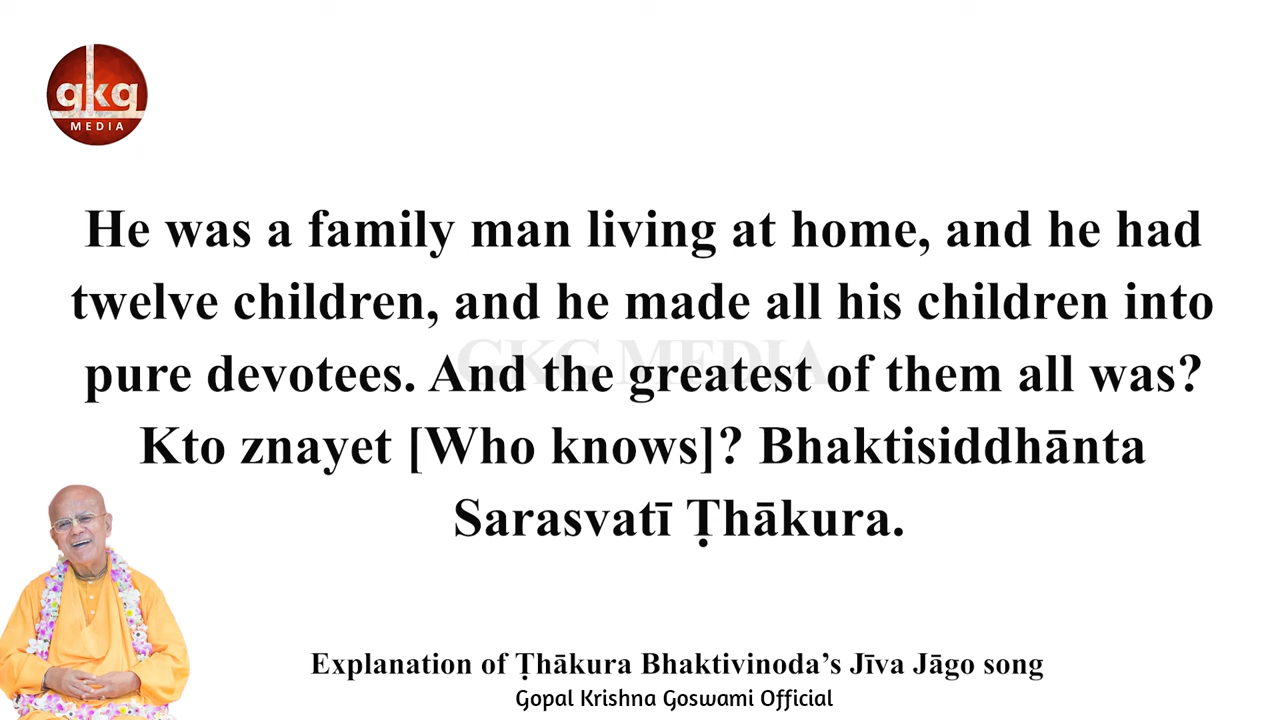 gkg
MEDIA
He was a family man living at home, and he had
twelve children, and he made all his children into
pure devotees. And the greatest of them all was?
Kto znayet [Who knows]? Bhaktisiddhānta
Sarasvatī Ṭhākura.
GKG MEDIA
Explanation of Ṭhākura Bhaktivinoda’s Jīva Jāgo song
Gopal Krishna Goswami Official